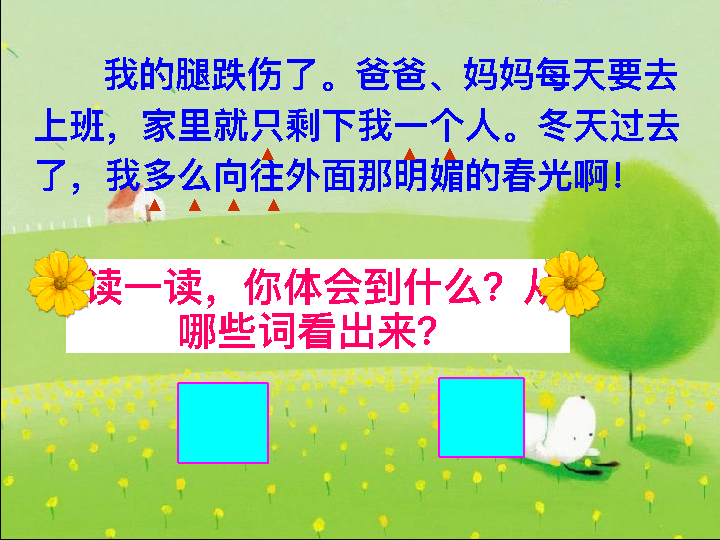 我的腿跌伤了。爸爸、妈妈每天要去
上班，家里就只剩下我一个人。冬天过去
了，我多么向往外面那明媚的春光啊！
读一读，你体会到什么？从
哪些词看出来？